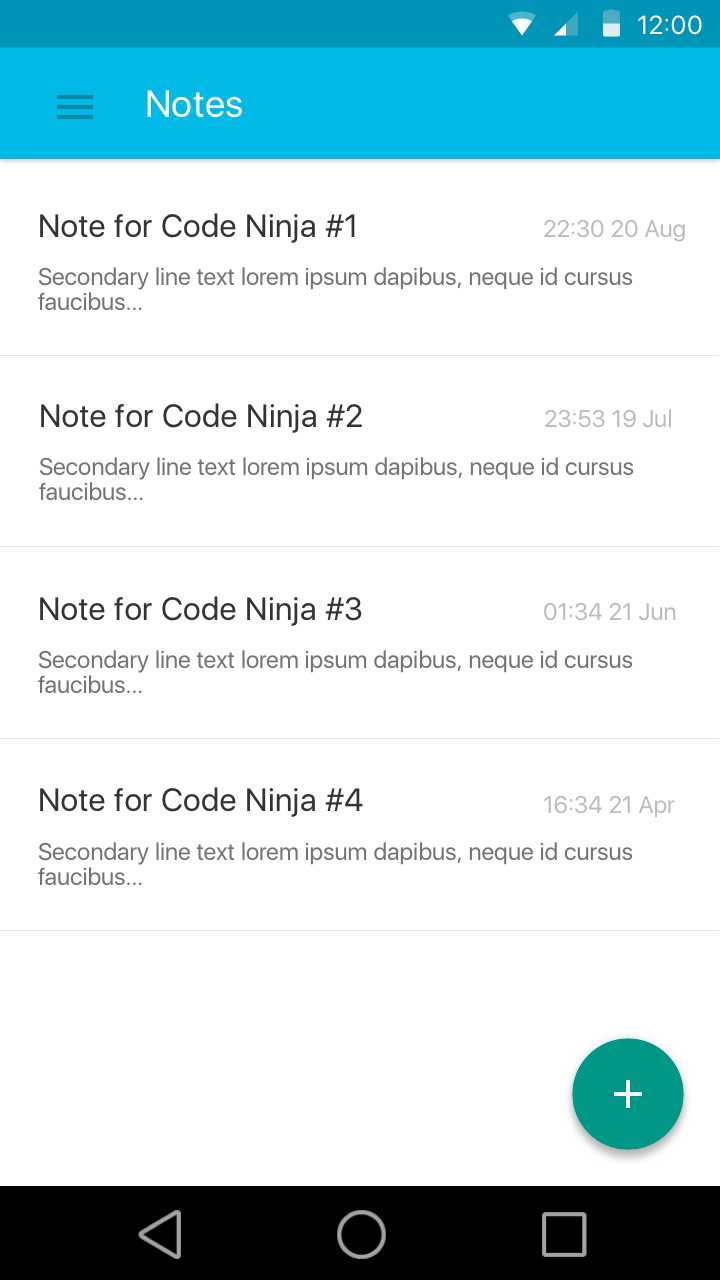 12:00
Notes
Note for Code Ninja #1
22:30 20 Aug
Secondary line text lorem ipsum dapibus, neque id cursus
faucibus...
Note for Code Ninja #2
23:53 19 Jul
Secondary line text lorem ipsum dapibus, neque id cursus
faucibus...
Note for Code Ninja #3
01:34 21 Jun
Secondary line text lorem ipsum dapibus, neque id cursus
faucibus...
Note for Code Ninja #4
16:34 21 Apr
Secondary line text lorem ipsum dapibus, neque id cursus
faucibus...